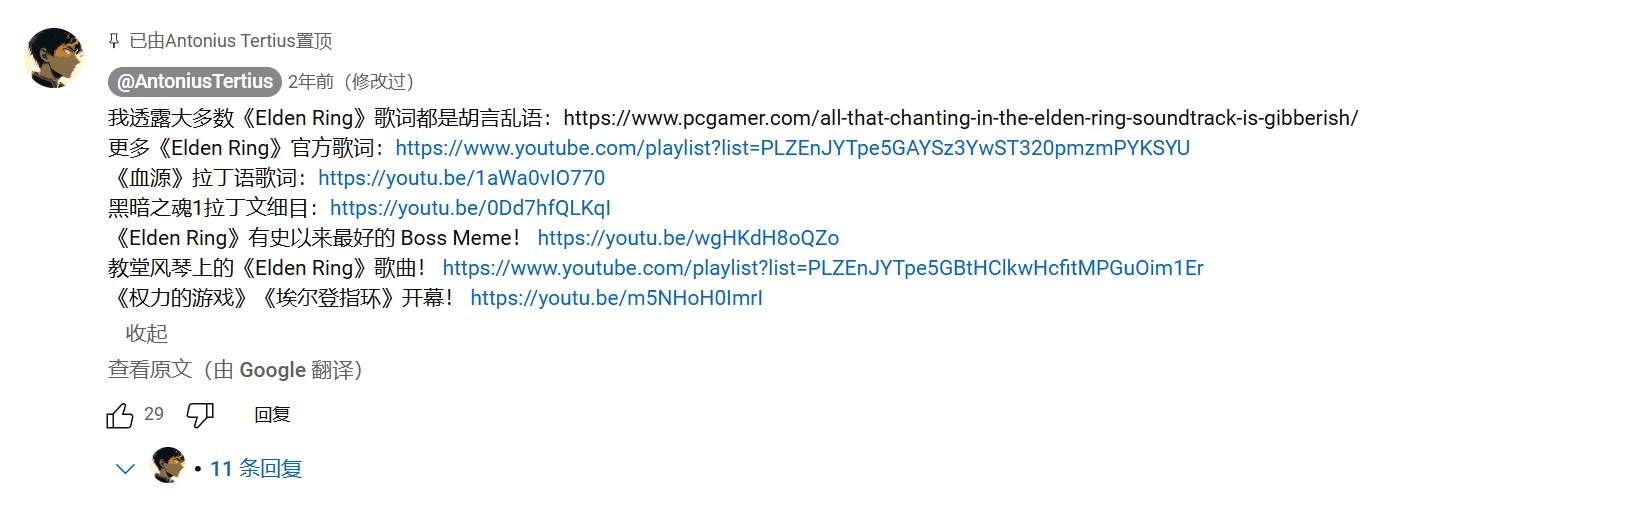 已由Antonius Tertius置顶
@AntoniusTertius 2年前（修改过）
我透露大多数《Elden Ring》歌词都是胡言乱语：https://www.pcgamer.com/all-that-chanting-in-the-elden-ring-soundtrack-is-gibberish/
更多《Elden Ring》官方歌词：https://www.youtube.com/playlist?list=PLZEnJYTpe5GAYSz3YwST320pmzmPYKSYU
《血源》拉丁语歌词：https://youtu.be/1aWa0vIO770
黑暗之魂1拉丁文细目：https://youtu.be/0Dd7hfQLKqI
《Elden Ring》有史以来最好的 Boss Meme！ https://youtu.be/wgHKdH8oQZo
教堂风琴上的《Elden Ring》歌曲！ https://www.youtube.com/playlist?list=PLZEnJYTpe5GBtHClkwHcfitMPGuOim1Er
《权力的游戏》《埃尔登指环》开幕！ https://youtu.be/m5NHoH0ImrI
收起
查看原文（由 Google 翻译）
29 回复
• 11 条回复